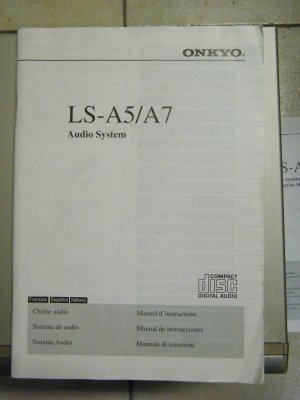 ONKYO
LS-A5/A7
Audio System
COMPACT
disc
DIGITAL AUDIO
Français Español Italiano
Chaîne audio Manuel d'instructions
Sistema de audio Manual de instrucciones
Sistema Audio Manuale di istruzioni
S-A